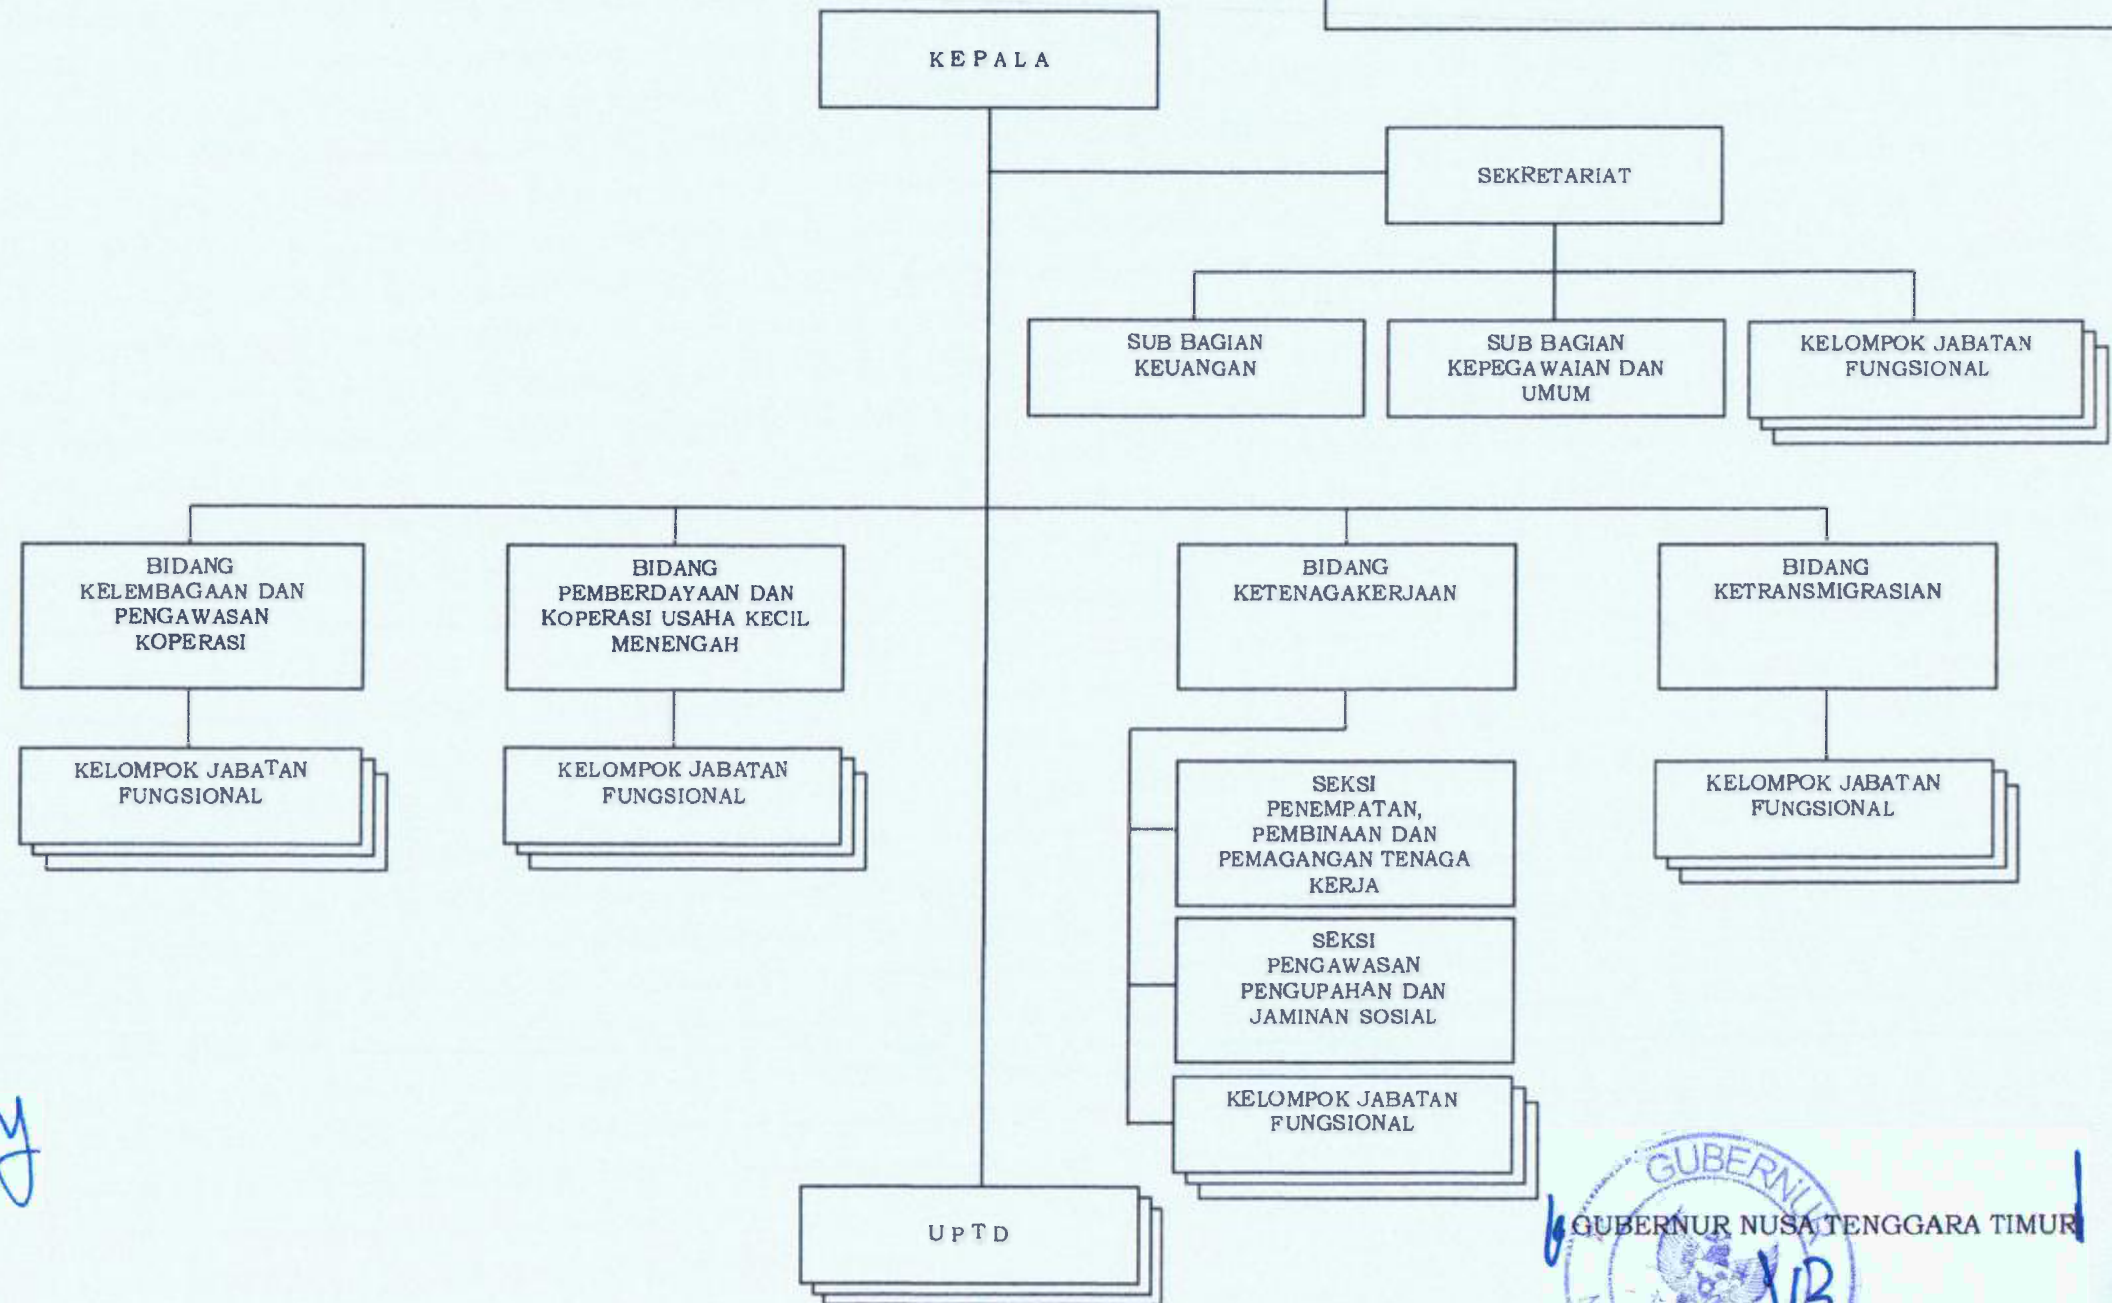 KEPALA
SEKRETARIAT
SUB BAGIAN
KEUANGAN
SUB BAGIAN
KEPEGAWAIAN DAN
UMUM
KELOMPOK JABATAN
FUNGSIONAL
BIDANG
KELEMBAGAAN DAN
PENGAWASAN
KOPERASI
BIDANG
PEMBERDAYAAN DAN
KOPERASI USAHA KECIL
MENENGAH
BIDANG
KETENAGAKERJAAN
BIDANG
KETRANSMIGRASIAN
KELOMPOK JABATAN
FUNGSIONAL
KELOMPOK JABATAN
FUNGSIONAL
SEKSI
PENEMPATAN,
PEMBINAAN DAN
PEMAGANGAN TENAGA
KERJA
SEKSI
PENGAWASAN
PENGUPAHAN DAN
JAMINAN SOSIAL
KELOMPOK JABATAN
FUNGSIONAL
KELOMPOK JABATAN
FUNGSIONAL
UPTD
GUBERNUR
GUBERNUR NUSA TENGGARA TIMUR